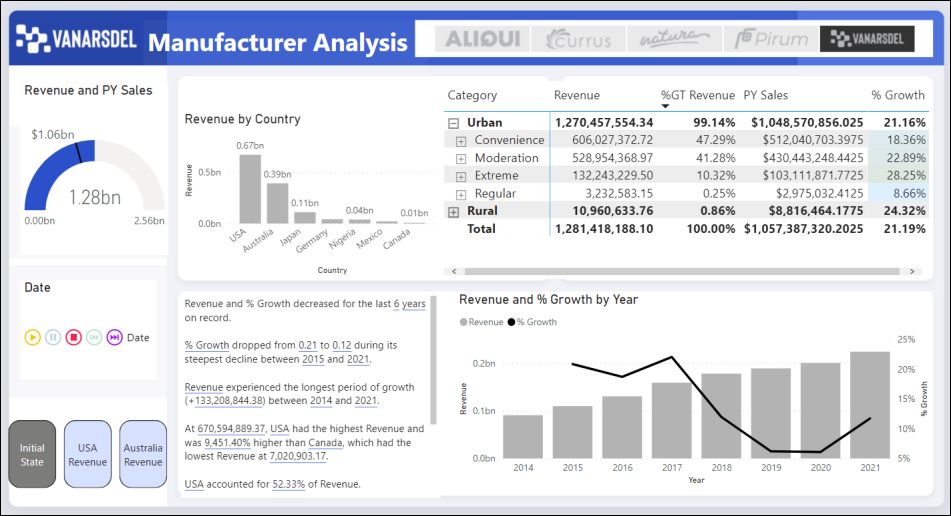 VANARSDEL Manufacturer Analysis
ALIQUI Currus natura Pirum VANARSDEL
Revenue and PY Sales
$1.06bn
1.28bn
0.00bn 2.56bn
Date
Date
Initial State
USA Revenue
Australia Revenue
Revenue by Country
Revenue
0.5bn
0.0bn
0.67bn
0.39bn
0.11bn
0.04bn
0.01bn
USA
Australia
Japan
Germany
Nigeria
Mexico
Canada
Country
Category Revenue %GT Revenue PY Sales % Growth
Urban 1,270,457,554.34 99.14% $1,048,570,856.025 21.16%
Convenience 606,027,372.72 47.29% $512,040,703.3975 18.36%
Moderation 528,954,368.97 41.28% $430,443,248.4425 22.89%
Extreme 132,243,229.50 10.32% $103,111,871.7725 28.25%
Regular 3,232,583.15 0.25% $2,975,032.4125 8.66%
Rural 10,960,633.76 0.86% $8,816,464.1775 24.32%
Total 1,281,418,188.10 100.00% $1,057,387,320.2025 21.19%
Revenue and % Growth decreased for the last 6 years
on record.
% Growth dropped from 0.21 to 0.12 during its
steepest decline between 2015 and 2021.
Revenue experienced the longest period of growth
(+133,208,844.38) between 2014 and 2021.
At 670,594,889.37, USA had the highest Revenue and
was 9,451.40% higher than Canada, which had the
lowest Revenue at 7,020,903.17.
USA accounted for 52.33% of Revenue.
Revenue and % Growth by Year
Revenue % Growth
Revenue
0.2bn
0.1bn
0.0bn
25%
20%
15%
10%
5%
% Growth
2014 2015 2016 2017 2018 2019 2020 2021
Year